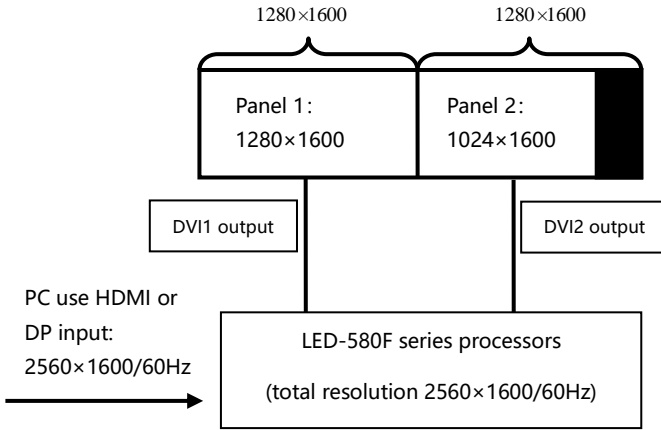 1280×1600 1280×1600
Panel 1:
1280×1600
Panel 2:
1024×1600
DVI1 output
DVI2 output
PC use HDMI or
DP input:
2560×1600/60Hz
LED-580F series processors
(total resolution 2560×1600/60Hz)